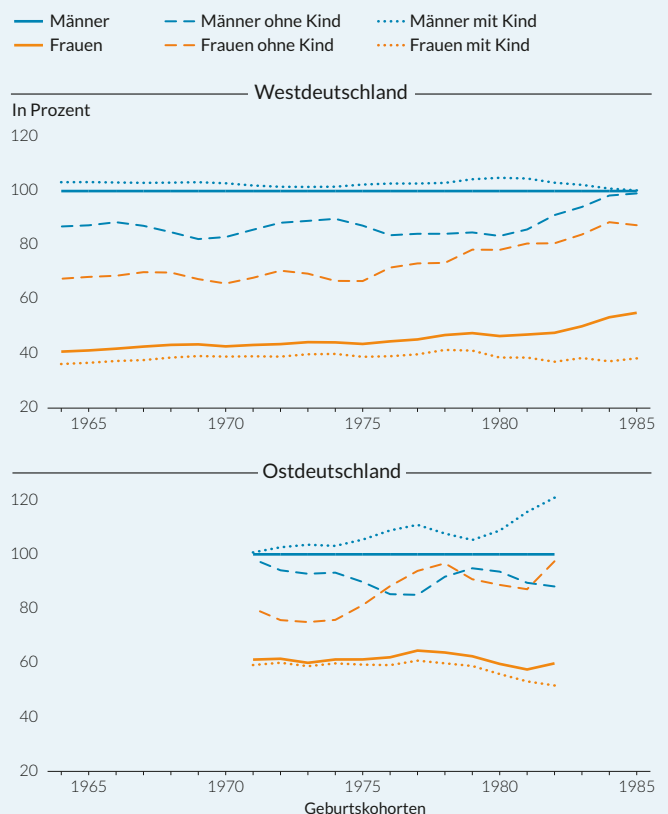 Männer Männer ohne Kind Männer mit Kind
Frauen Frauen ohne Kind Frauen mit Kind
Westdeutschland
In Prozent
120
100
80
60
40
20
1965 1970 1975 1980 1985
Ostdeutschland
120
100
80
60
40
20
1965 1970 1975 1980 1985
Geburtskohorten